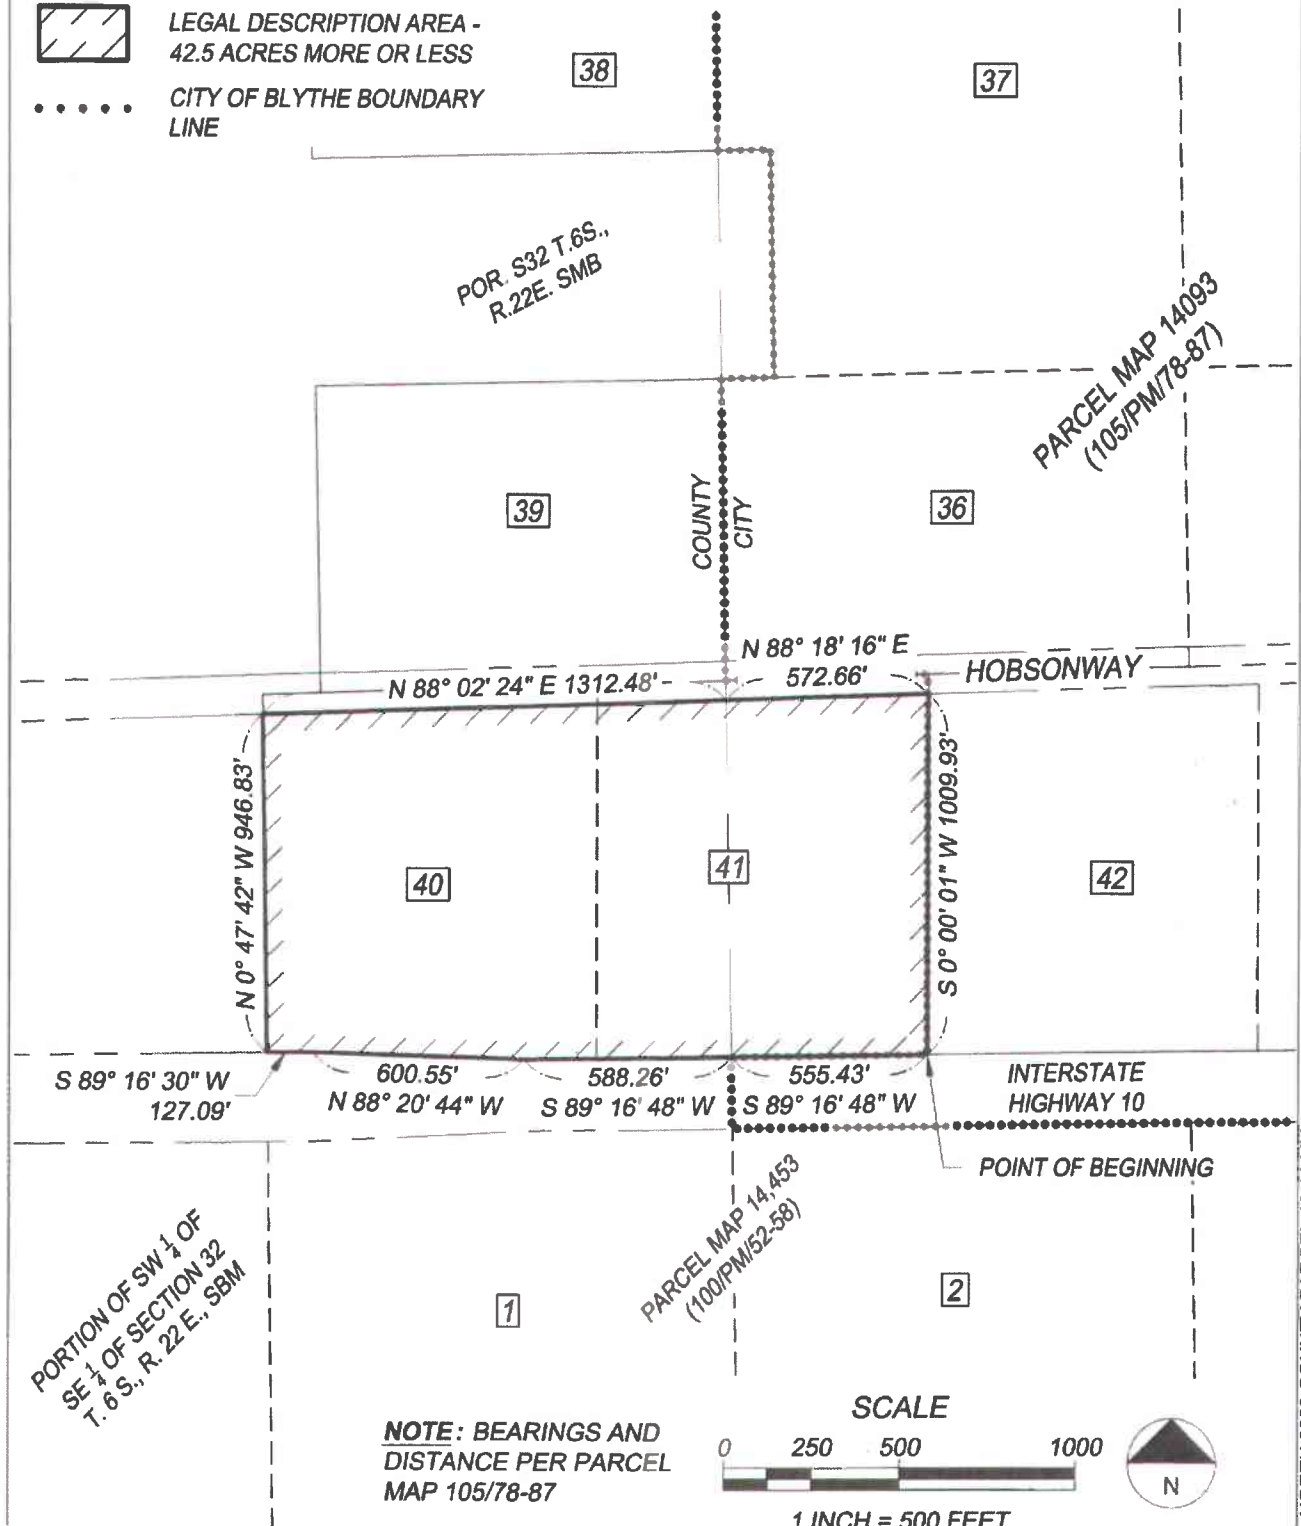 LEGAL DESCRIPTION AREA -
42.5 ACRES MORE OR LESS
CITY OF BLYTHE BOUNDARY
LINE
38
37
POR. S32 T.6S.,
R.22E. SMB
PARCEL MAP 14093
(105/PM/78-87)
39
COUNTY
CITY
36
N 88° 18' 16" E
572.66'
HOBSONWAY
N 88° 02' 24" E 1312.48'
N 0° 47' 42" W 946.83'
S 0° 00' 01" W 1009.93'
40
41
42
S 89° 16' 30" W
127.09'
600.55'
N 88° 20' 44" W
588.26'
S 89° 16' 48" W
555.43'
S 89° 16' 48" W
INTERSTATE
HIGHWAY 10
POINT OF BEGINNING
PARCEL MAP 14,453
(100/PM/52-58)
PORTION OF SW 1/4 OF
SE 1/4 OF SECTION 32
T. 6 S., R. 22 E., SBM
1
2
NOTE: BEARINGS AND
DISTANCE PER PARCEL
MAP 105/78-87
SCALE
0 250 500 1000
N
1 INCH = 500 FEET